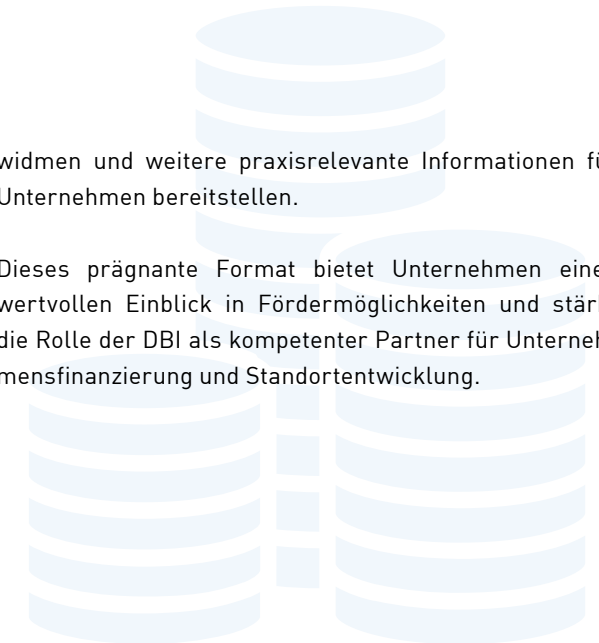 widmen und weitere praxisrelevante Informationen fü
Unternehmen bereitstellen.
Dieses prägnante Format bietet Unternehmen eine
wertvollen Einblick in Fördermöglichkeiten und stär
die Rolle der DBI als kompetenter Partner für Unterneh
mensfinanzierung und Standortentwicklung.